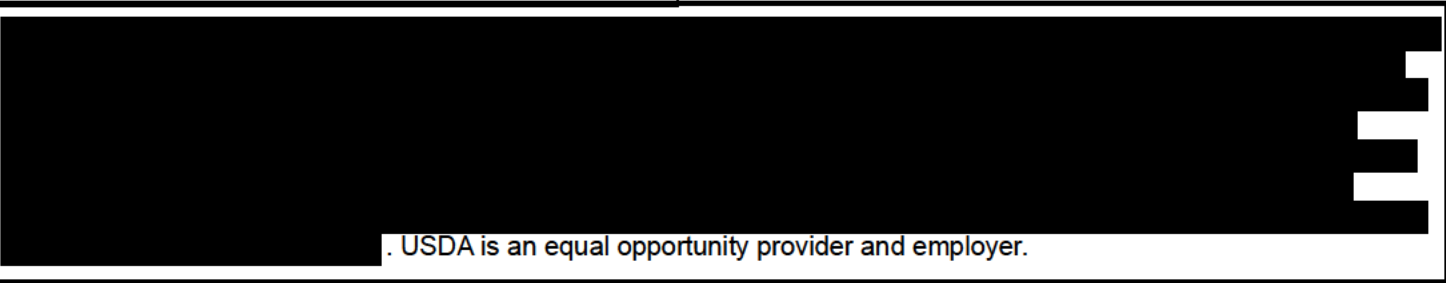 . USDA is an equal opportunity provider and employer.